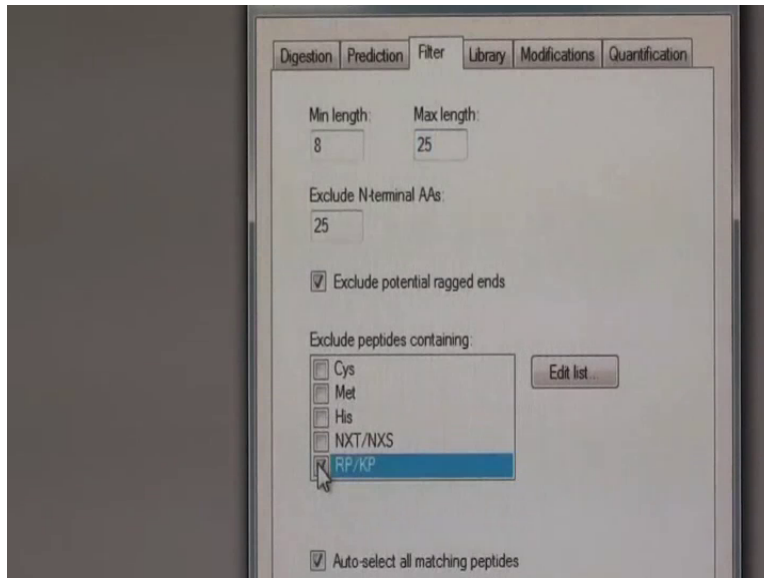 Digestion Prediction Filter Library Modifications Quantification
Min length: Max length:
8 25
Exclude N-terminal AAs:
25
Exclude potential ragged ends
Exclude peptides containing:
Cys Edit list...
Met
His
NXT/NXS
RP/KP
Auto-select all matching peptides